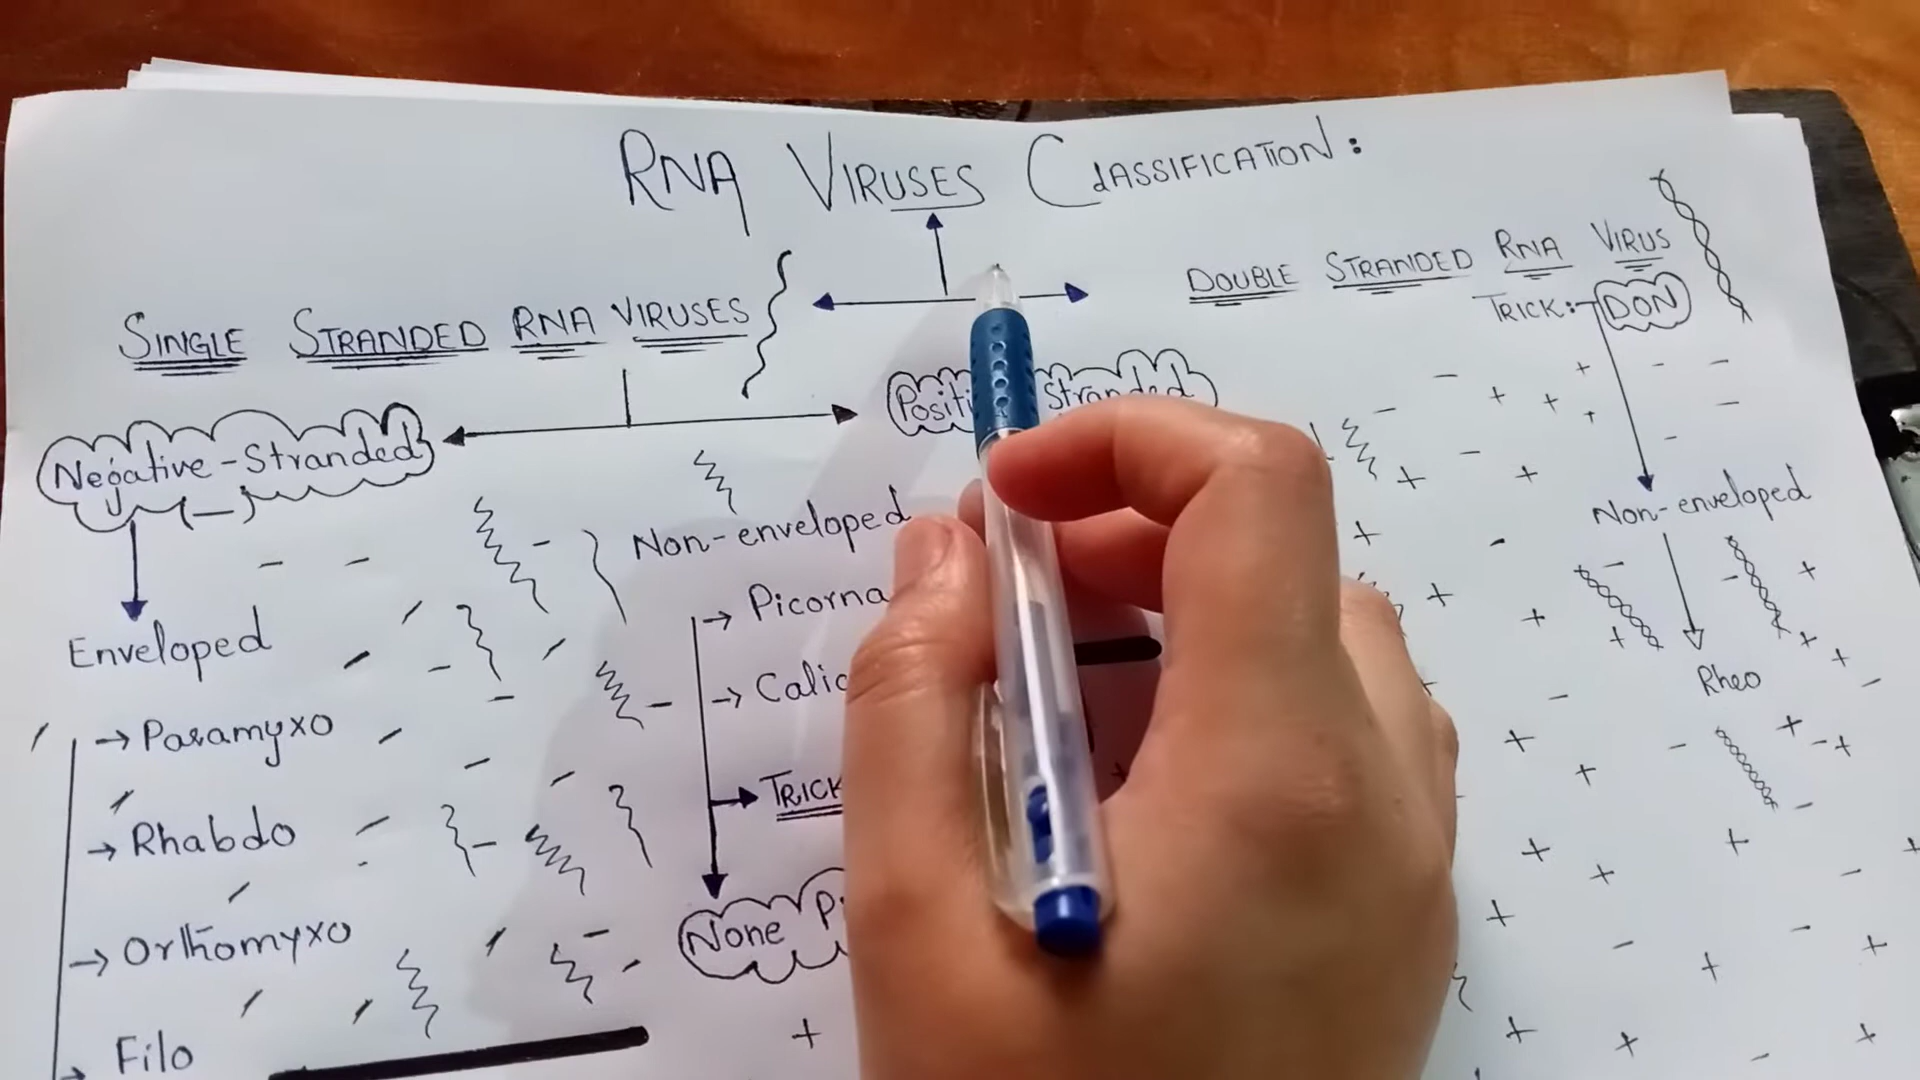 RNA VIRUSES CLASSIFICATION:
SINGLE STRANDED RNA VIRUSES
DOUBLE STRANDED RNA VIRUS
TRICK:- DON
Negative-Stranded
(-)
Enveloped
→ Paramyxo
→ Rhabdo
→ Orthomyxo
→ Filo
Stranded
Non-enveloped
→ Picorna
→ TRICK
None
Non-enveloped
Rheo